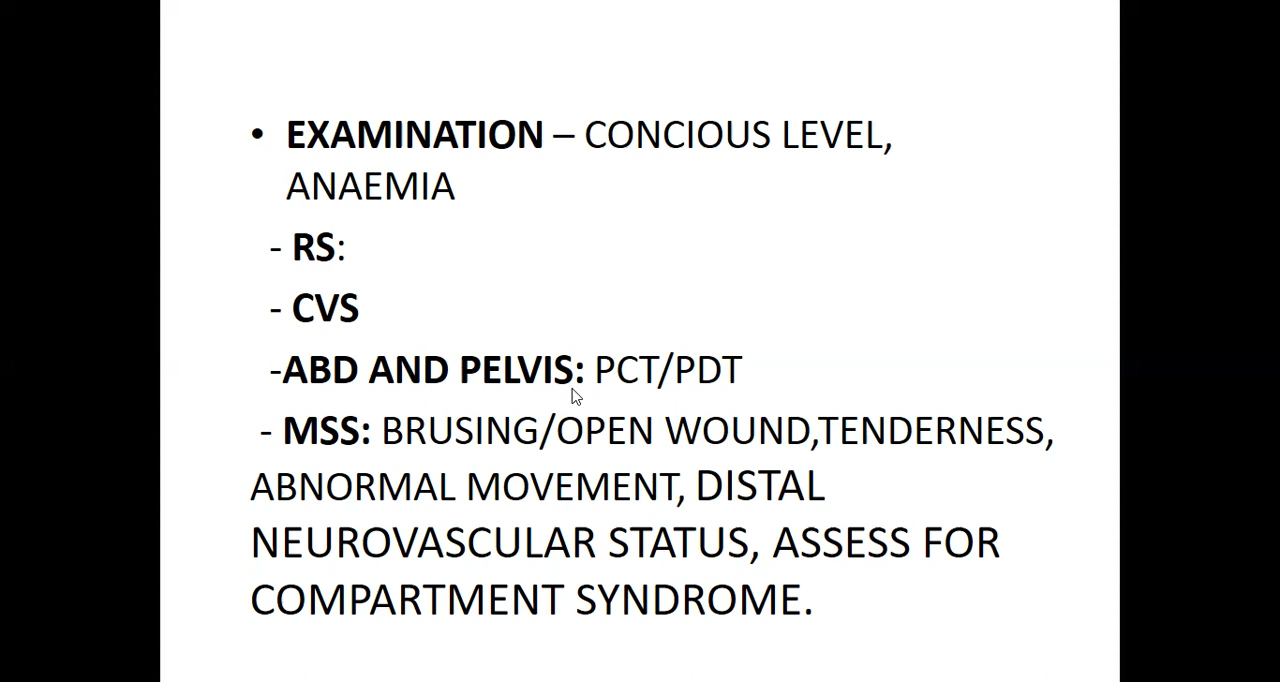 • EXAMINATION – CONCIOUS LEVEL,
ANAEMIA
- RS:
- CVS
-ABD AND PELVIS: PCT/PDT
- MSS: BRUSING/OPEN WOUND,TENDERNESS,
ABNORMAL MOVEMENT, DISTAL
NEUROVASCULAR STATUS, ASSESS FOR
COMPARTMENT SYNDROME.